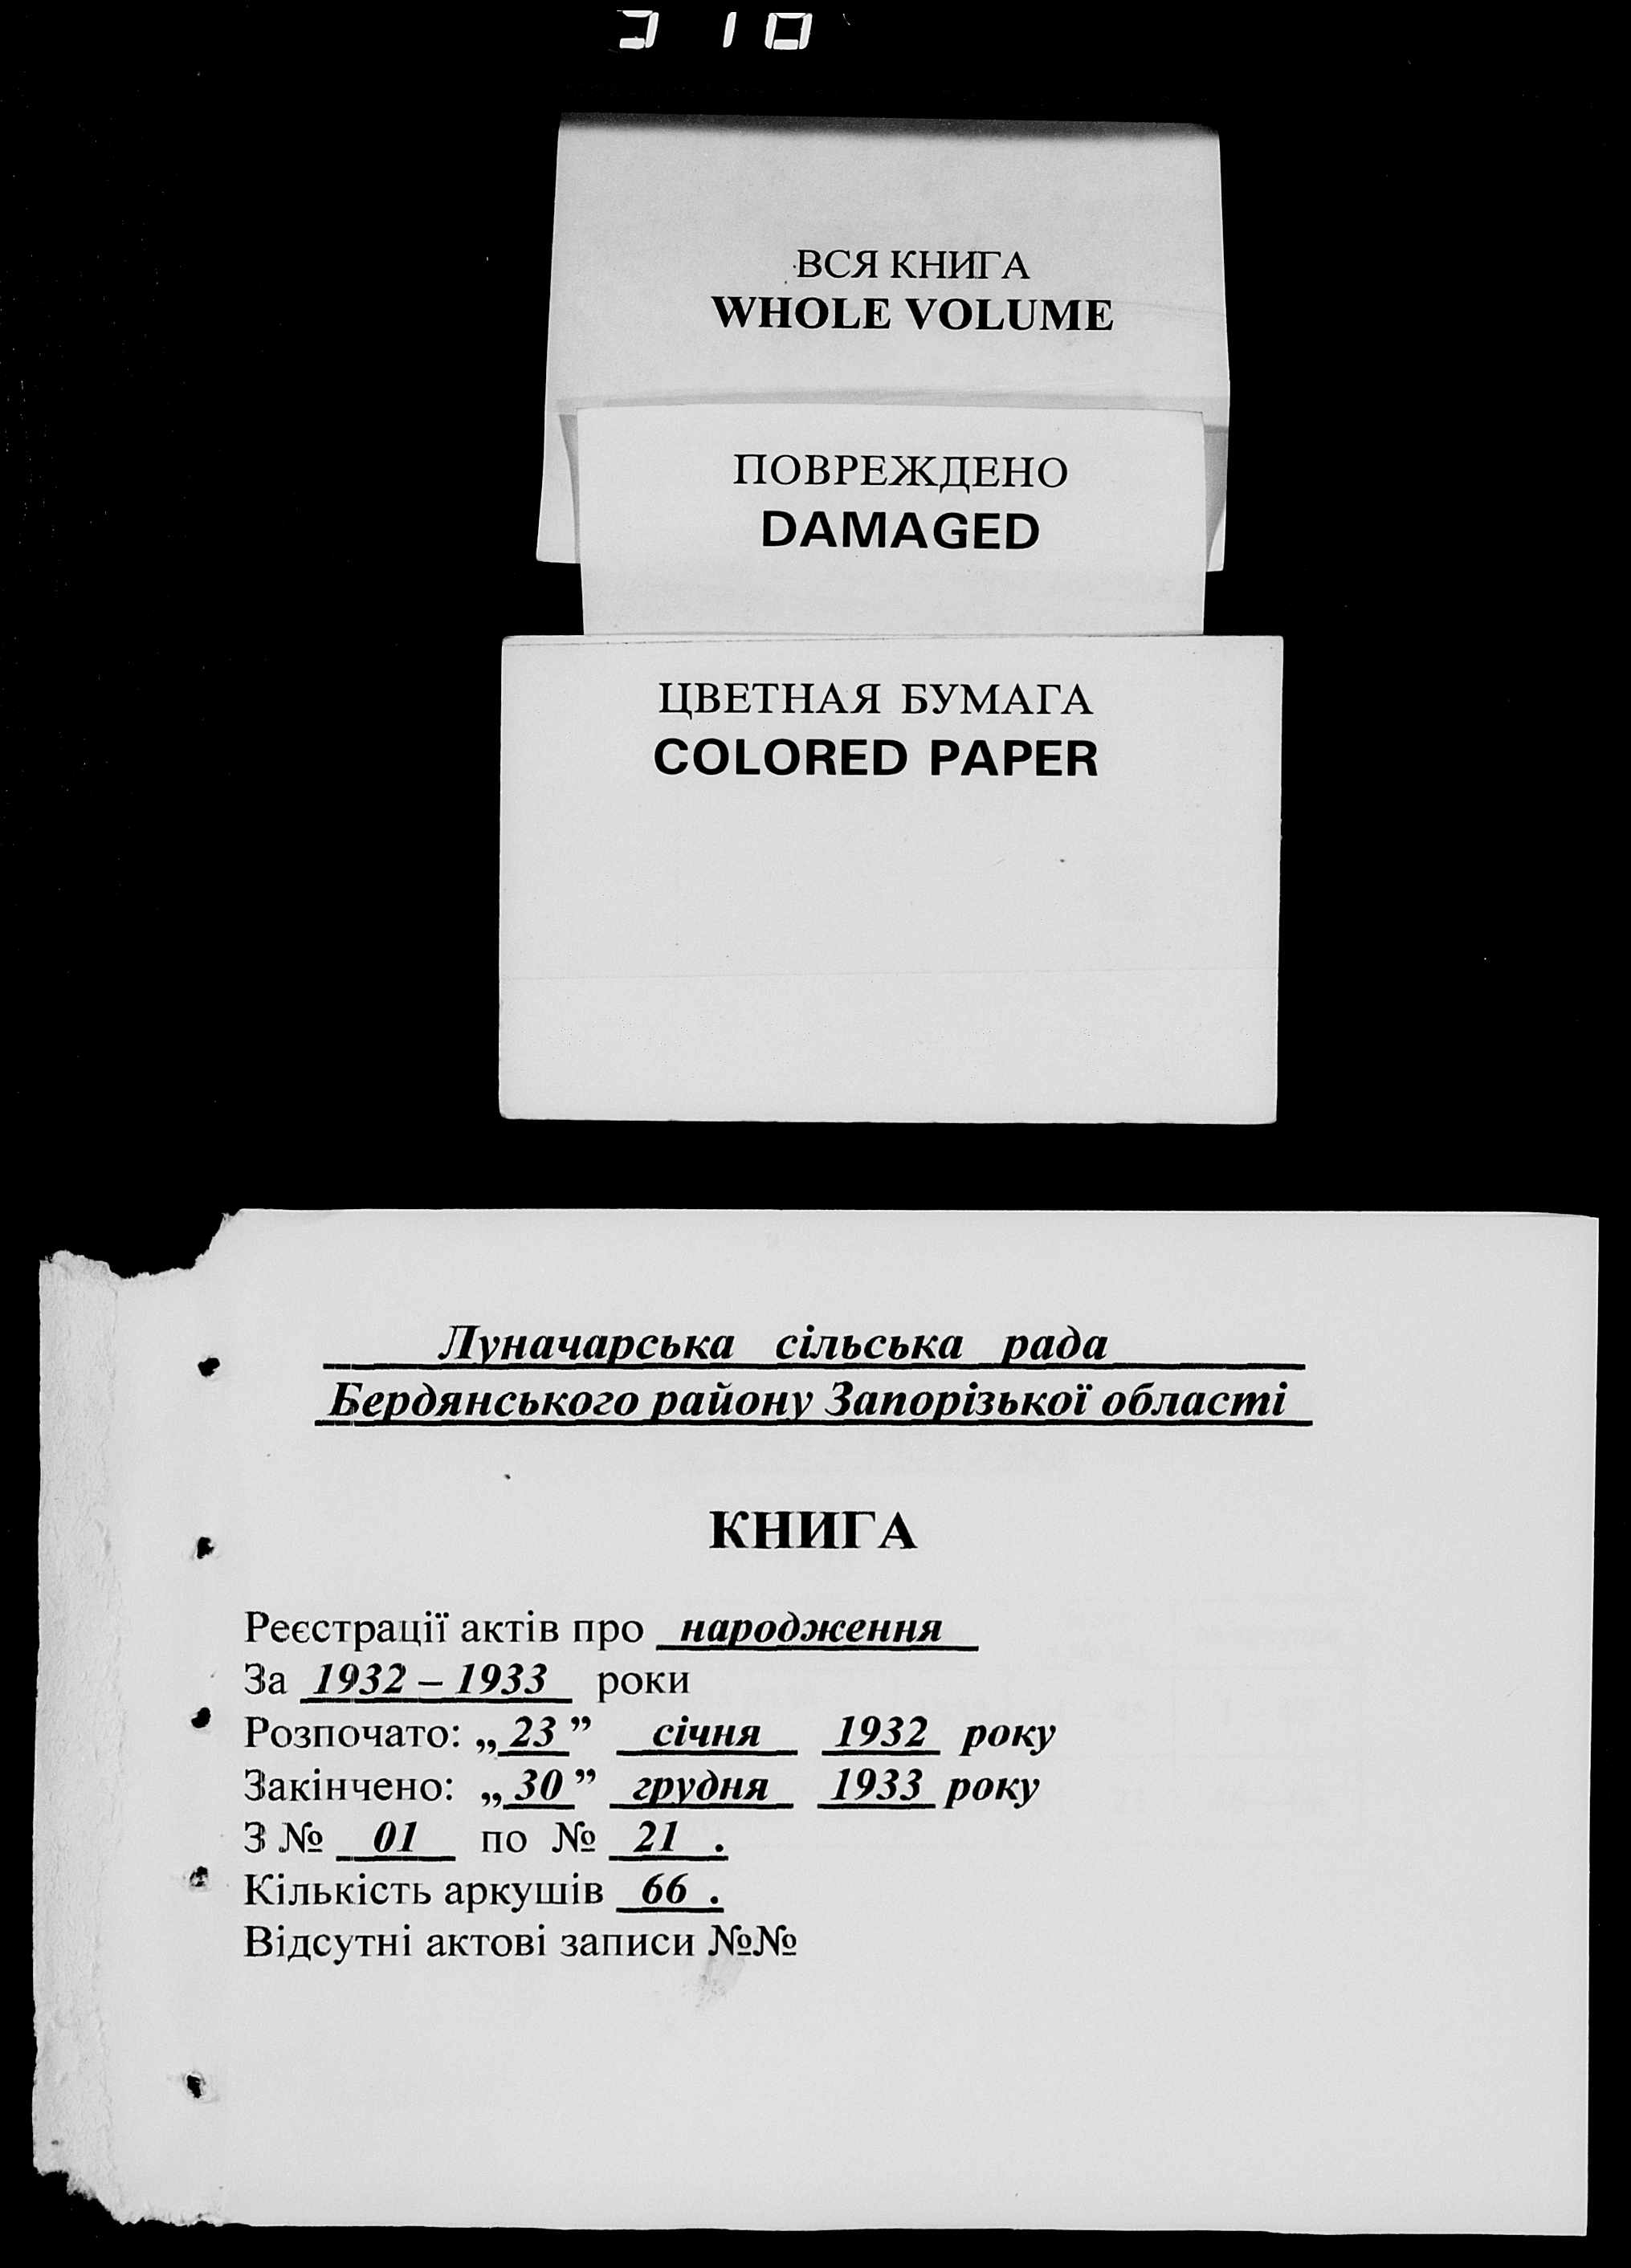 310
ВСЯ КНИГА
WHOLE VOLUME
ПОВРЕЖДЕНО
DAMAGED
ЦВЕТНАЯ БУМАГА
COLORED PAPER
Луначарська сільська рада
Бердянського району Запорізької області
КНИГА
Реєстрації актів про народження
За 1932 – 1933 роки
Розпочато: „ 23 ” січня 1932 року
Закінчено: „ 30 ” грудня 1933 року
З № 01 по № 21 .
Кількість аркушів 66 .
Відсутні актові записи №№